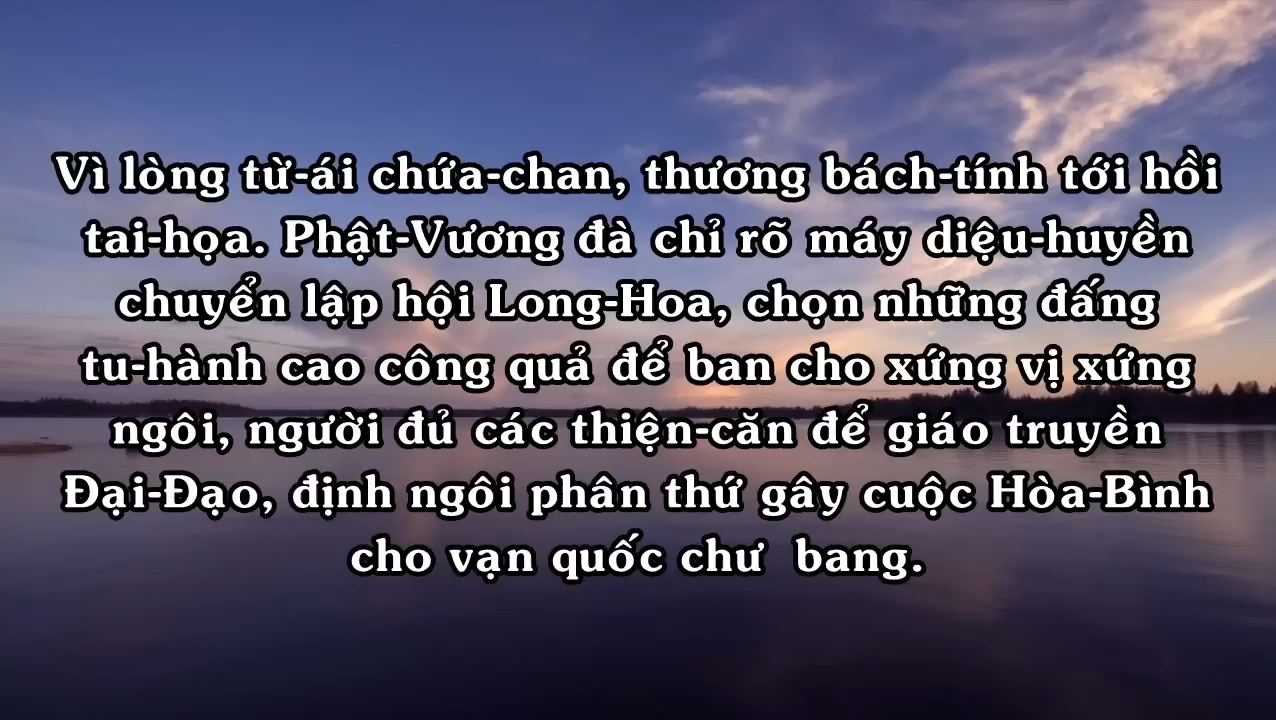 Vì lòng từ-ái chứa-chan, thương bách-tính tới hồi
tai-họa. Phật-Vương đà chỉ rõ máy diệu-huyền
chuyển lập hội Long-Hoa, chọn những đấng
tu-hành cao công quả để ban cho xứng vị xứng
ngôi, người đủ các thiện-căn để giáo truyền
Đại-Đạo, định ngôi phân thứ gây cuộc Hòa-Bình
cho vạn quốc chư  bang.